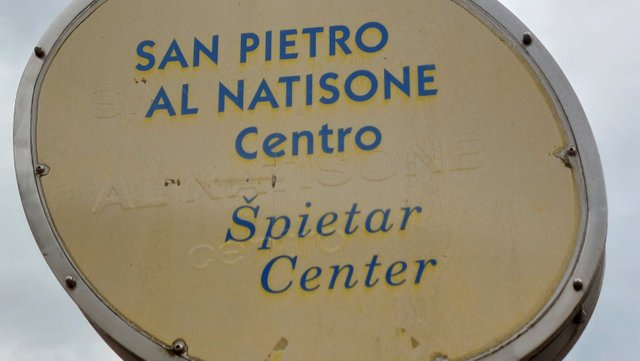 SAN PIETRO
AL NATISONE
Centro
Špietar
Center